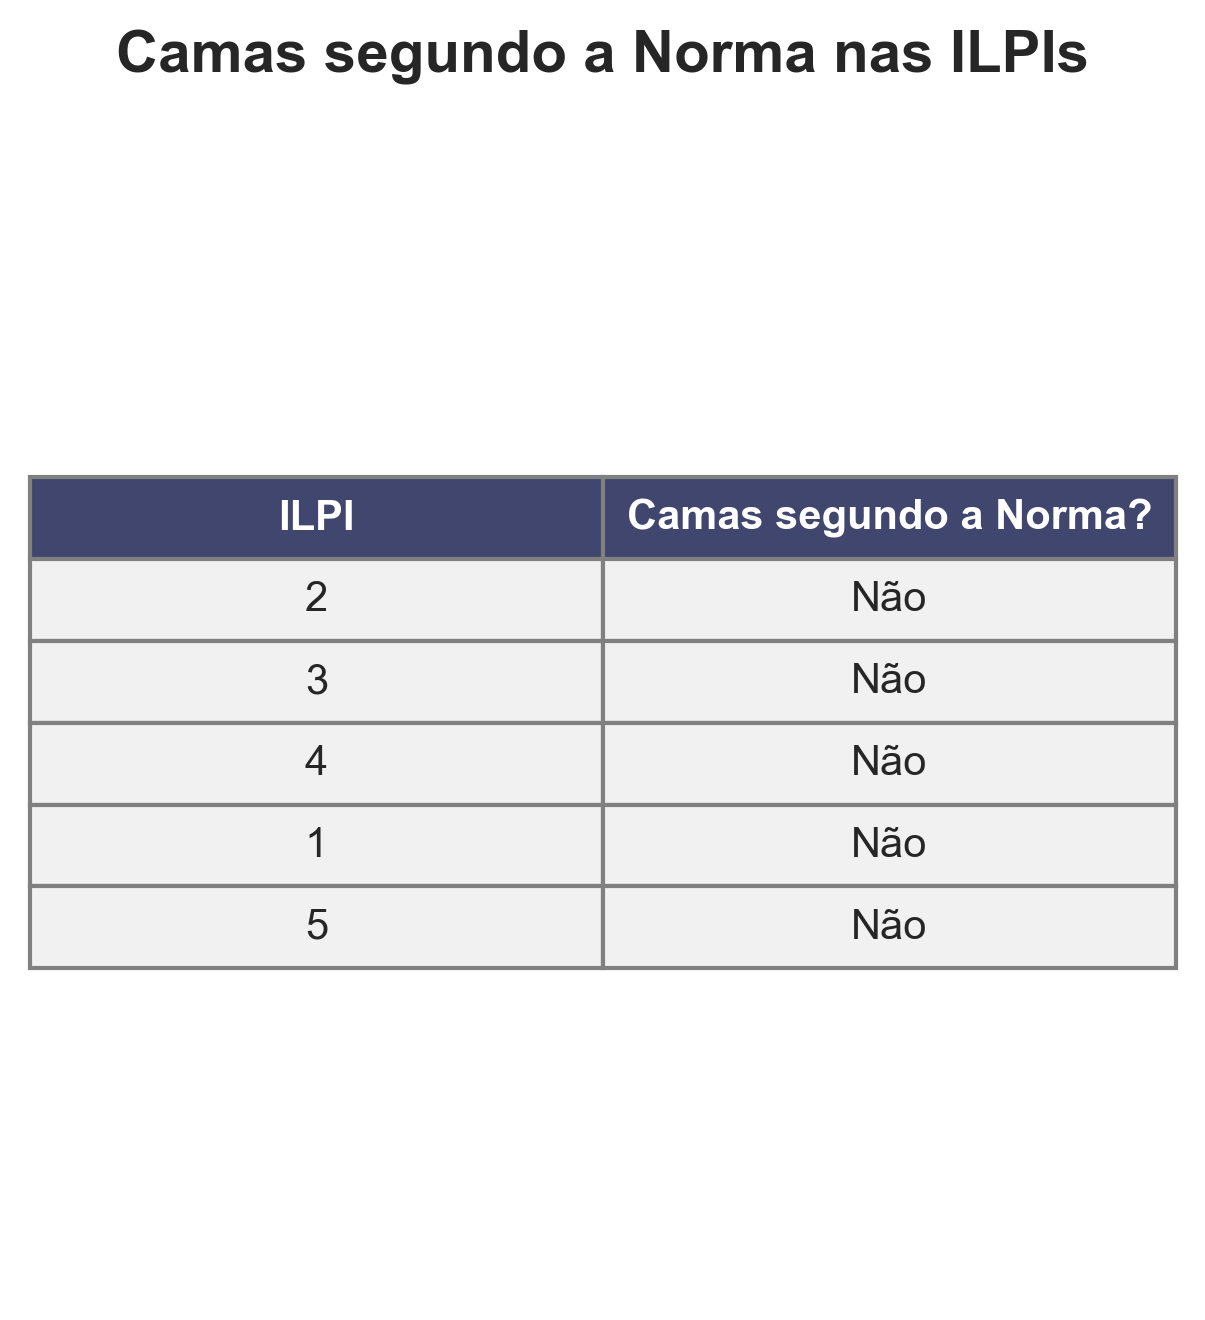 Camas segundo a Norma nas ILPIs
ILPI Camas segundo a Norma?
2 Não
3 Não
4 Não
1 Não
5 Não